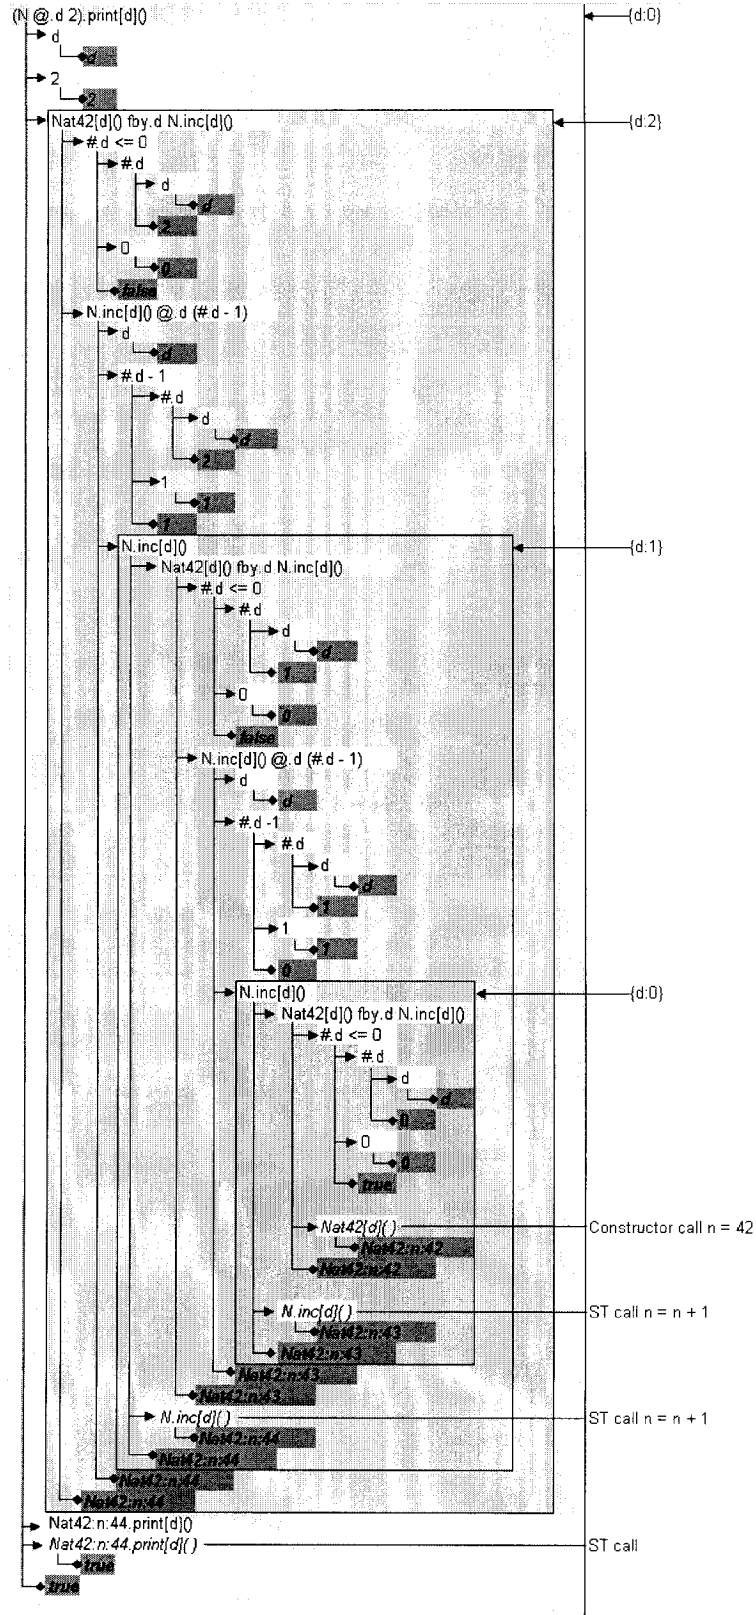 (N @.d 2).print[d]() {d:0}
d
d
2
2
Nat42[d]() fby.d N.inc[d]() {d:2}
#.d <= 0
#.d
d
d
2
0
0
false
N.inc[d]() @.d (#.d - 1)
d
d
#.d - 1
#.d
d
d
2
1
1
1
N.inc[d]() {d:1}
Nat42[d]() fby.d N.inc[d]()
#.d <= 0
#.d
d
d
1
0
0
false
N.inc[d]() @.d (#.d - 1)
d
d
#.d -1
#.d
d
d
1
1
1
0
N.inc[d]() {d:0}
Nat42[d]() fby.d N.inc[d]()
#.d <= 0
#.d
d
d
0
0
0
true
Nat42[d]( ) Constructor call n = 42
Nat42:n:42
Nat42:n:42
N.inc[d]( ) ST call n = n + 1
Nat42:n:43
Nat42:n:43
Nat42:n:43
Nat42:n:43
N.inc[d]( ) ST call n = n + 1
Nat42:n:44
Nat42:n:44
Nat42:n:44
Nat42:n:44
Nat42:n:44.print[d]()
Nat42:n:44.print[d]( ) ST call
true
true